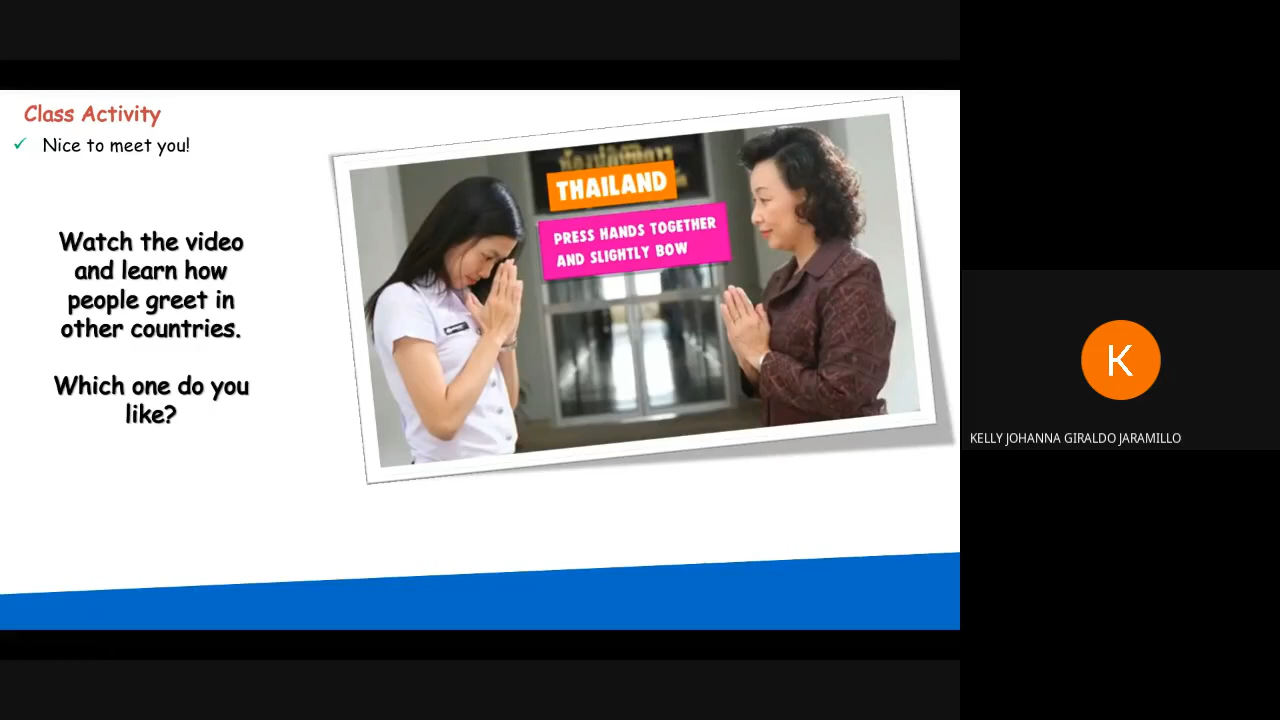 Class Activity
✓ Nice to meet you!
Watch the video
and learn how
people greet in
other countries.
Which one do you
like?
THAILAND
PRESS HANDS TOGETHER
AND SLIGHTLY BOW
K
KELLY JOHANNA GIRALDO JARAMILLO